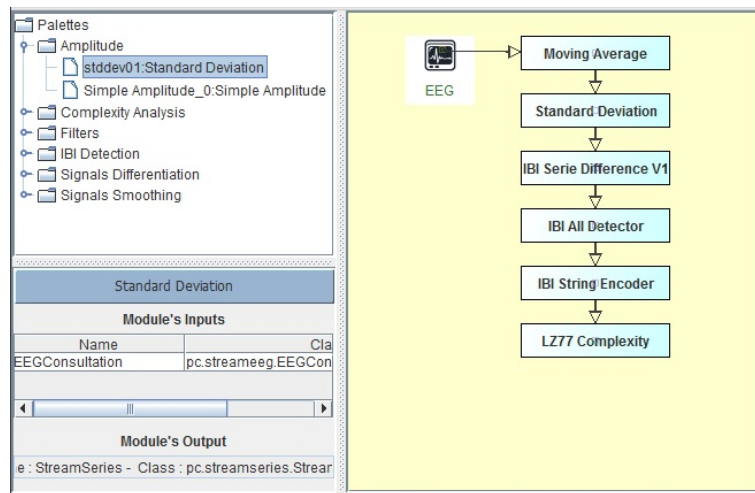 Palettes
Amplitude
stddev01:Standard Deviation
Simple Amplitude_0:Simple Amplitude
Complexity Analysis
Filters
IBI Detection
Signals Differentiation
Signals Smoothing
Standard Deviation
Module's Inputs
Name Cla
EEGConsultation pc.streameeg.EEGCon
Module's Output
e : StreamSeries - Class : pc.streamseries.Strear
EEG
Moving Average
Standard Deviation
IBI Serie Difference V1
IBI All Detector
IBI String Encoder
LZ77 Complexity